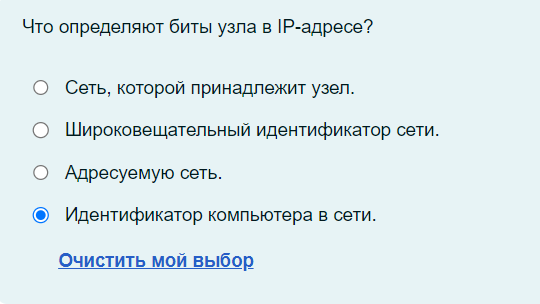 Что определяют биты узла в IP-адресе?
Сеть, которой принадлежит узел.
Широковещательный идентификатор сети.
Адресуемую сеть.
Идентификатор компьютера в сети.
Очистить мой выбор